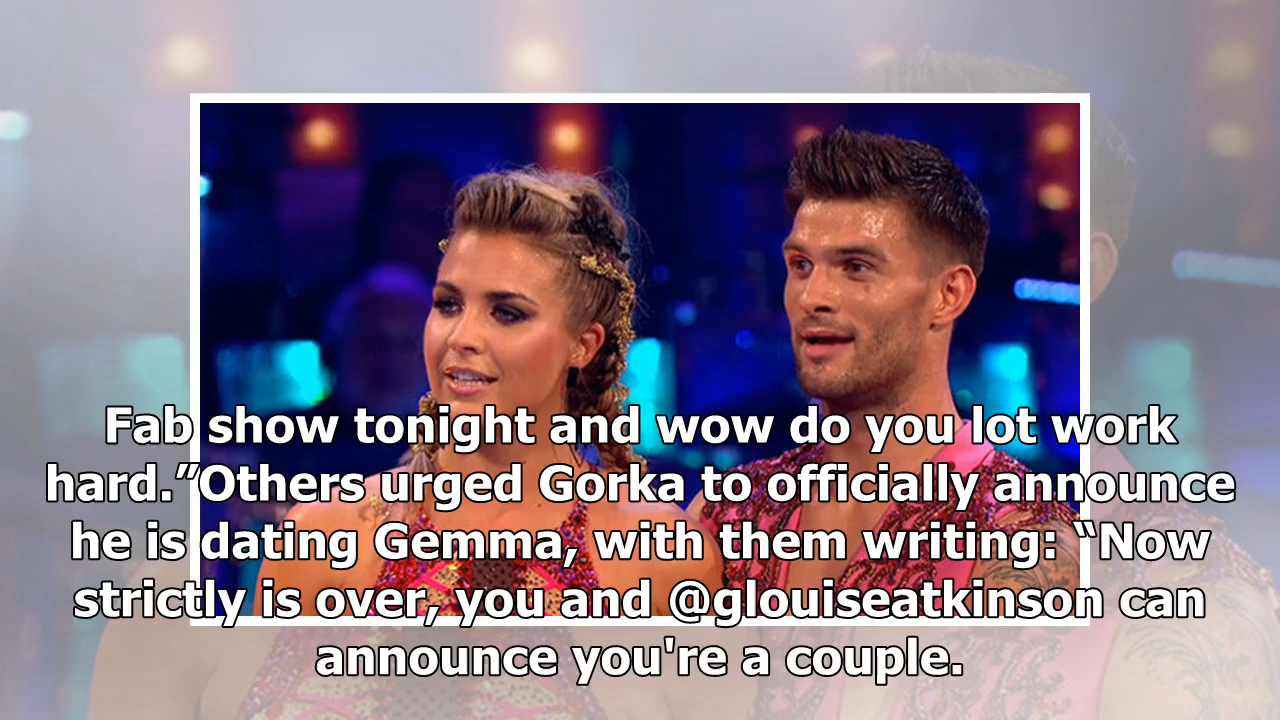 Fab show tonight and wow do you lot work
hard.”Others urged Gorka to officially announce
he is dating Gemma, with them writing: “Now
strictly is over, you and @glouiseatkinson can
announce you're a couple.